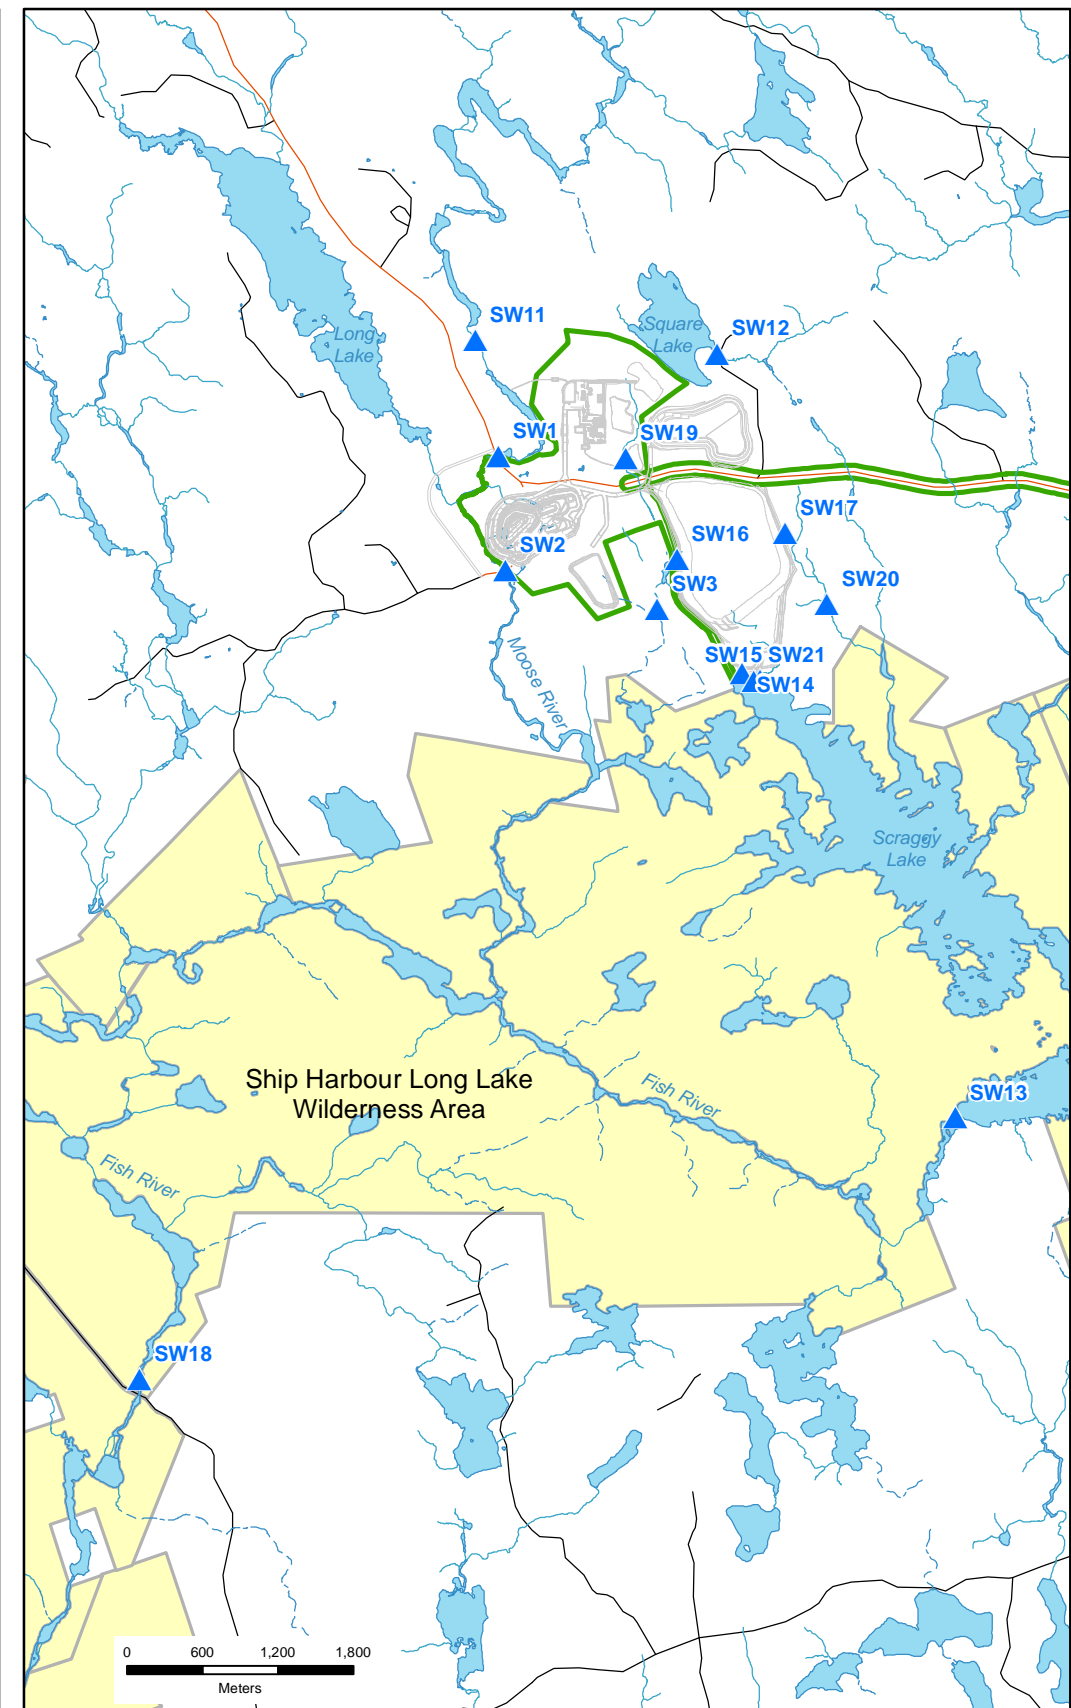 SW11
Long
Lake
Square
Lake
SW12
SW1
SW19
SW17
SW2
SW16
SW3
SW20
Moose River
SW15 SW21
SW14
Scraggy
Lake
Ship Harbour Long Lake
Wilderness Area
Fish River
SW13
Fish River
SW18
0 600 1,200 1,800
Meters